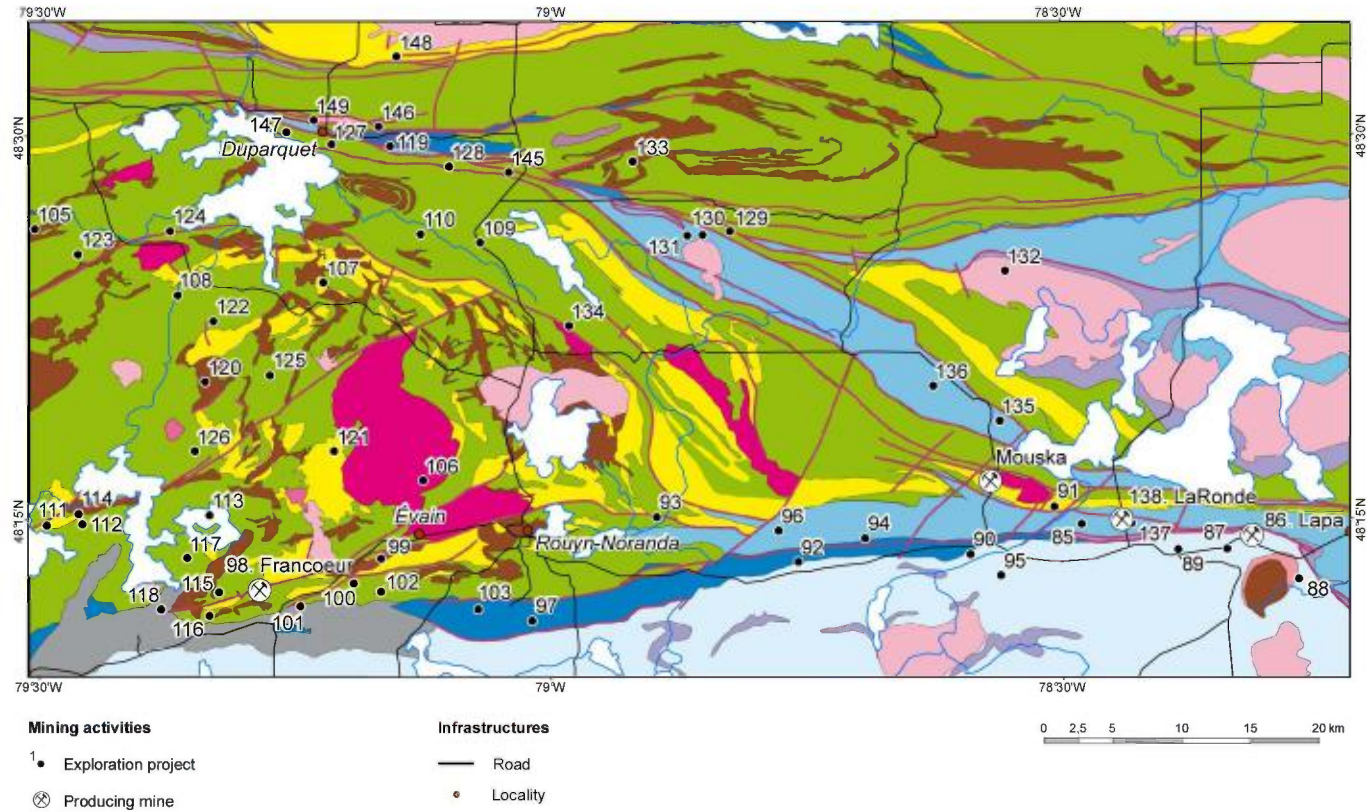 79°30'W 79°W 78°30'W
148
149 146
147 127 119
Duparquet
128 145 133
48°30'N 48°30'N
105 124 110 109 130 129
123 131
108 107 132
122 134
120 125 136
126 121 135
106 Mouska
111 114 113 93 91 138. LaRonde
112 Évain 96 94
48°15'N 48°15'N
Rouyn-Noranda 85 137 87 86. Lapa
117 99 92 90 89
98. Francoeur 95
115 102 88
118 100 103 97
116 101
79°30'W 79°W 78°30'W
Mining activities
1 Exploration project
Producing mine
Infrastructures
Road
Locality
0 2,5 5 10 15 20 km